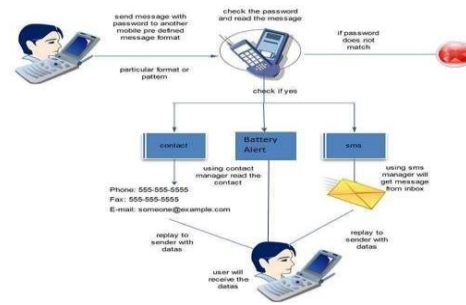 send message with
password to another
mobile pre defined
message format
particular format or
pattern
check the password
and read the message
if password
does not
match
check if yes
contact
Battery
Alert
sms
using contact
manager read the
contact
using sms
manager will
get message
from inbox
Phone: 555-555-5555
Fax: 555-555-5555
E-mail: someone@example.com
replay to
sender with
datas
replay to
sender with
datas
user will
receive the
datas